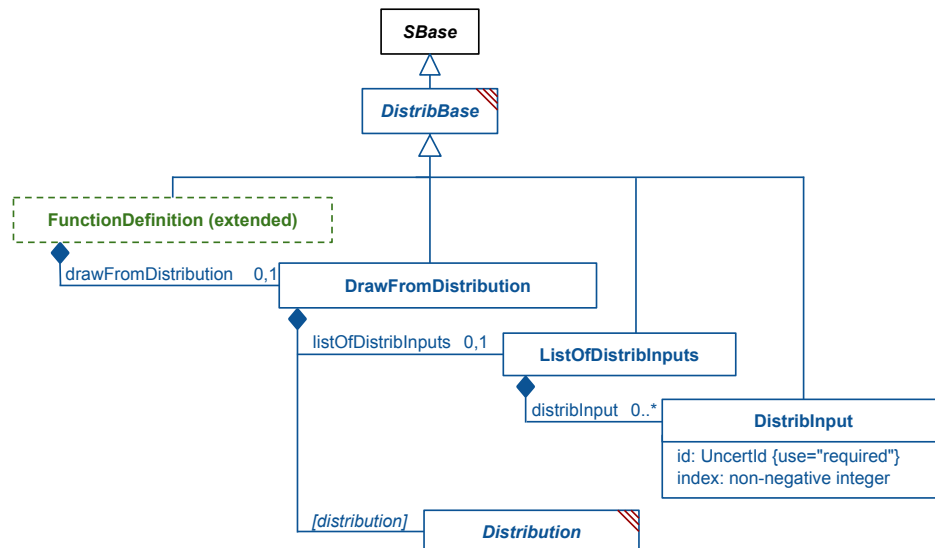 SBase
DistribBase
FunctionDefinition (extended)
drawFromDistribution 0,1
DrawFromDistribution
listOfDistribInputs 0,1
ListOfDistribInputs
distribInput 0..*
DistribInput
id: UncertId {use="required"}
index: non-negative integer
[distribution]
Distribution